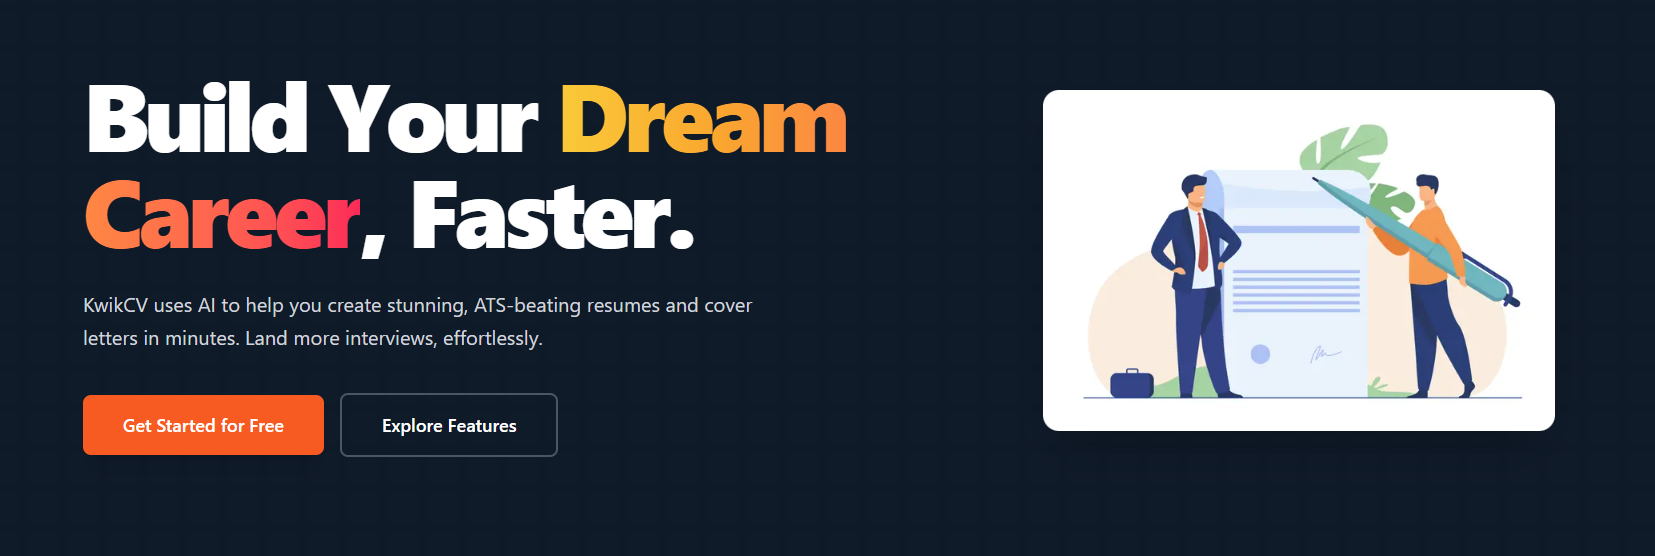 Build Your Dream
Career, Faster.
KwikCV uses AI to help you create stunning, ATS-beating resumes and cover
letters in minutes. Land more interviews, effortlessly.
Get Started for Free
Explore Features